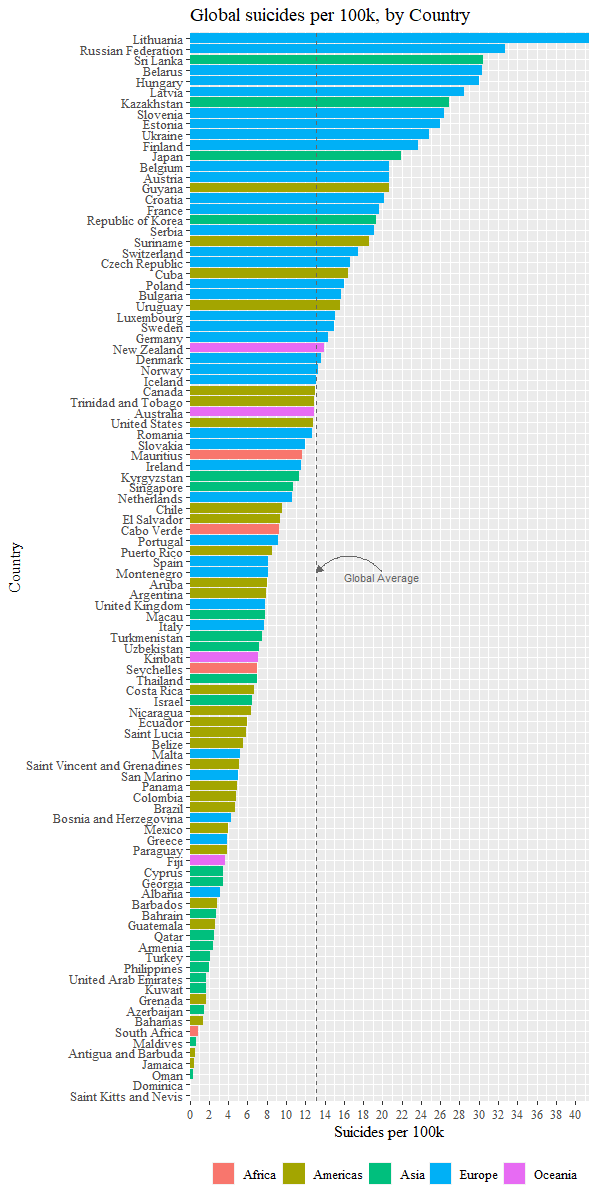 Global suicides per 100k, by Country
Lithuania
Russian Federation
Sri Lanka
Belarus
Hungary
Latvia
Kazakhstan
Slovenia
Estonia
Ukraine
Finland
Japan
Belgium
Austria
Guyana
Croatia
France
Republic of Korea
Serbia
Suriname
Switzerland
Czech Republic
Cuba
Poland
Bulgaria
Uruguay
Luxembourg
Sweden
Germany
New Zealand
Denmark
Norway
Iceland
Canada
Trinidad and Tobago
Australia
United States
Romania
Slovakia
Mauritius
Ireland
Kyrgyzstan
Singapore
Netherlands
Chile
El Salvador
Cabo Verde
Portugal
Puerto Rico
Spain
Montenegro
Aruba
Argentina
United Kingdom
Macau
Italy
Turkmenistan
Uzbekistan
Kiribati
Seychelles
Thailand
Costa Rica
Israel
Nicaragua
Ecuador
Saint Lucia
Belize
Malta
Saint Vincent and Grenadines
San Marino
Panama
Colombia
Brazil
Bosnia and Herzegovina
Mexico
Greece
Paraguay
Fiji
Cyprus
Georgia
Albania
Barbados
Bahrain
Guatemala
Qatar
Armenia
Turkey
Philippines
United Arab Emirates
Kuwait
Grenada
Azerbaijan
Bahamas
South Africa
Maldives
Antigua and Barbuda
Jamaica
Oman
Dominica
Saint Kitts and Nevis
Country
Global Average
0 2 4 6 8 10 12 14 16 18 20 22 24 26 28 30 32 34 36 38 40
Suicides per 100k
Africa Americas Asia Europe Oceania